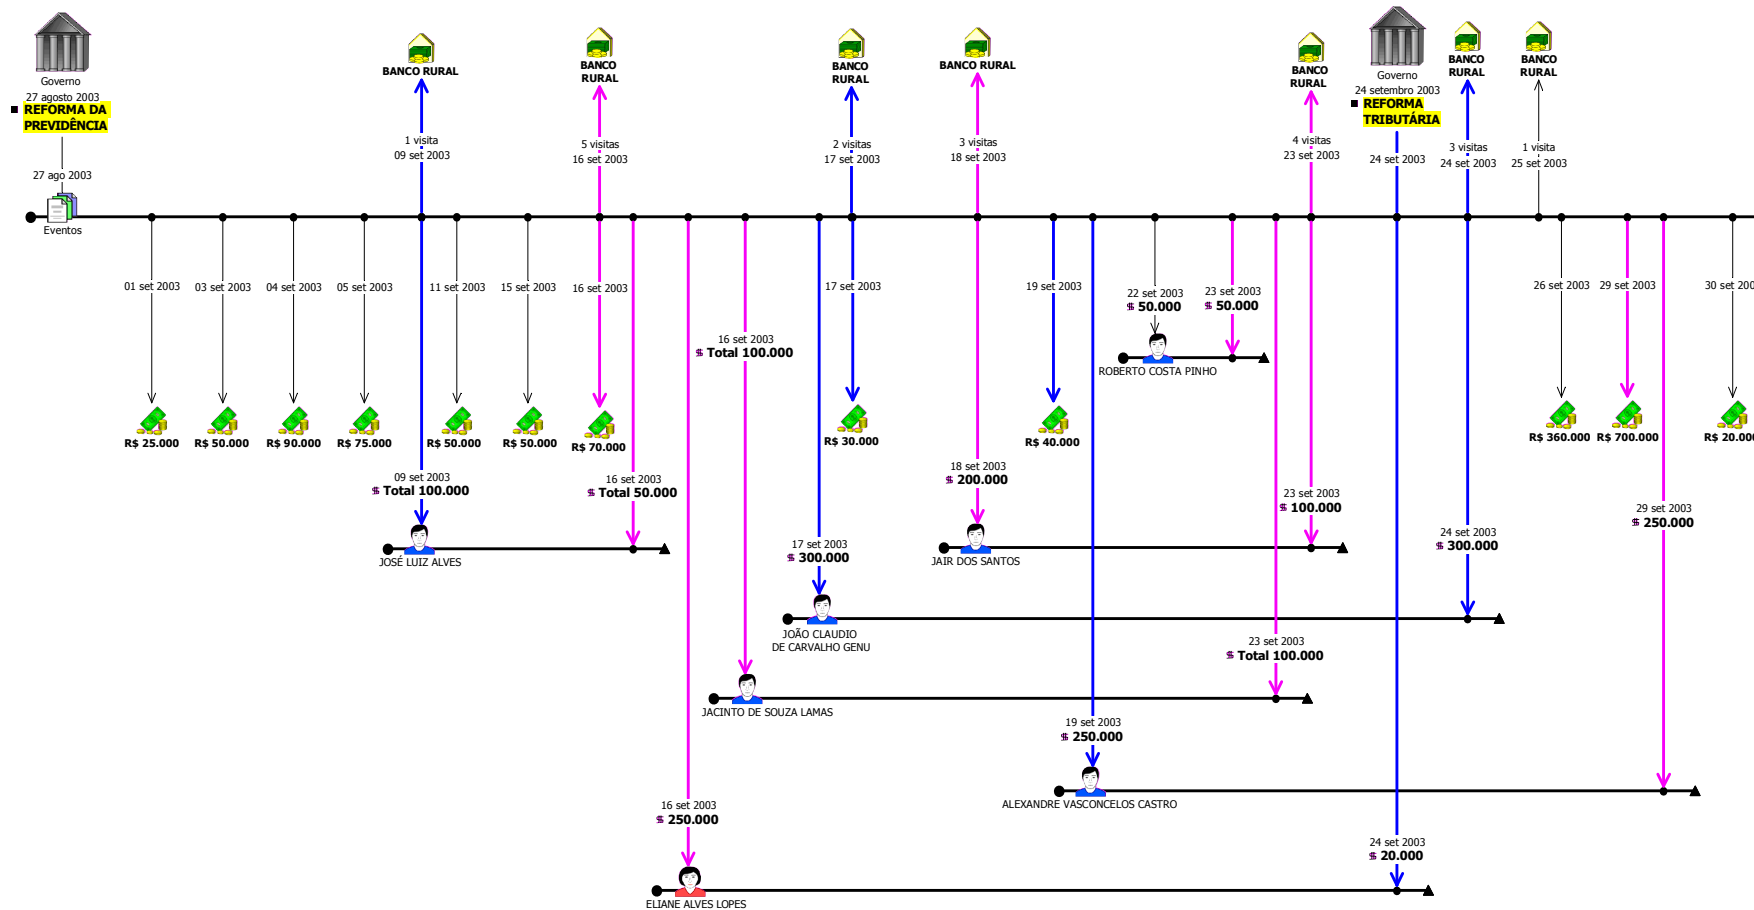 Governo
27 agosto 2003
■ REFORMA DA
PREVIDÊNCIA
27 ago 2003
Eventos
BANCO RURAL
1 visita
09 set 2003
BANCO
RURAL
5 visitas
16 set 2003
BANCO
RURAL
2 visitas
17 set 2003
BANCO RURAL
3 visitas
18 set 2003
BANCO
RURAL
4 visitas
23 set 2003
Governo
24 setembro 2003
■ REFORMA
TRIBUTÁRIA
24 set 2003
BANCO
RURAL
3 visitas
24 set 2003
BANCO
RURAL
1 visita
25 set 2003
01 set 2003
R$ 25.000
03 set 2003
R$ 50.000
04 set 2003
R$ 90.000
05 set 2003
R$ 75.000
11 set 2003
R$ 50.000
15 set 2003
R$ 50.000
16 set 2003
R$ 70.000
17 set 2003
R$ 30.000
19 set 2003
R$ 40.000
26 set 2003
R$ 360.000
29 set 2003
R$ 700.000
30 set 200
R$ 20.000
22 set 2003
$ 50.000
23 set 2003
$ 50.000
ROBERTO COSTA PINHO
09 set 2003
$ Total 100.000
16 set 2003
$ Total 50.000
JOSÉ LUIZ ALVES
18 set 2003
$ 200.000
23 set 2003
$ 100.000
JAIR DOS SANTOS
17 set 2003
$ 300.000
24 set 2003
$ 300.000
JOÃO CLAUDIO
DE CARVALHO GENU
16 set 2003
$ Total 100.000
23 set 2003
$ Total 100.000
JACINTO DE SOUZA LAMAS
19 set 2003
$ 250.000
29 set 2003
$ 250.000
ALEXANDRE VASCONCELOS CASTRO
16 set 2003
$ 250.000
24 set 2003
$ 20.000
ELIANE ALVES LOPES